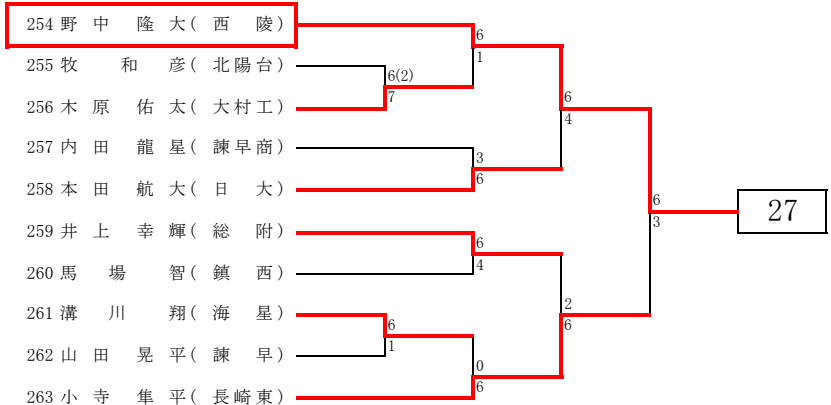 254 野中 隆大(西陵)
6
1
255 牧 和彦(北陽台)
6(2)
7
256 木原 佑太(大村工)
6
4
257 内田 龍星(諫早商)
3
6
258 本田 航大(日大)
6
3
27
259 井上 幸輝(総附)
6
4
260 馬場 智(鎮西)
2
6
261 溝川 翔(海星)
6
1
262 山田 晃平(諫早)
0
6
263 小寺 隼平(長崎東)